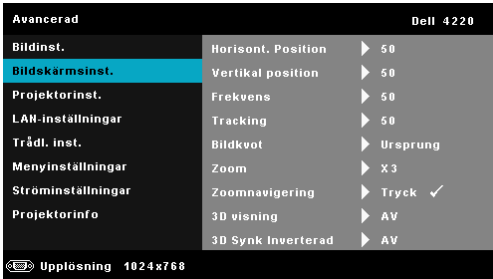 Avancerad Dell 4220
Bildinst. Horisont. Position 50
Bildskärmsinst. Vertikal position 50
Projektorinst. Frekvens 50
LAN-inställningar Tracking 50
Trådl. inst. Bildkvot Ursprung
Menyinställningar Zoom X3
Ströminställningar Zoomnavigering Tryck ✓
Projektorinfo 3D visning AV
3D Synk Inverterad AV
Upplösning 1024x768